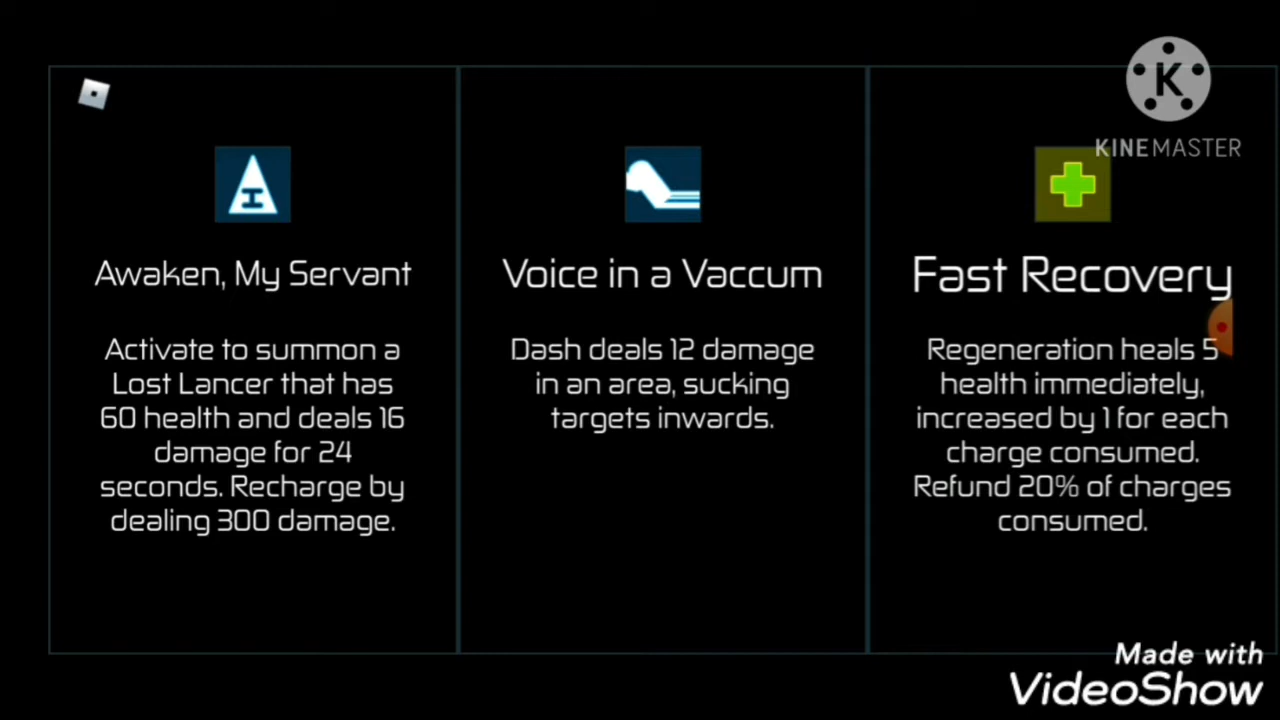 K
KINEMASTER
Awaken, My Servant
Activate to summon a
Lost Lancer that has
60 health and deals 16
damage for 24
seconds. Recharge by
dealing 300 damage.
Voice in a Vaccum
Dash deals 12 damage
in an area, sucking
targets inwards.
Fast Recovery
Regeneration heals 5
health immediately,
increased by 1 for each
charge consumed.
Refund 20% of charges
consumed.
Made with
VideoShow